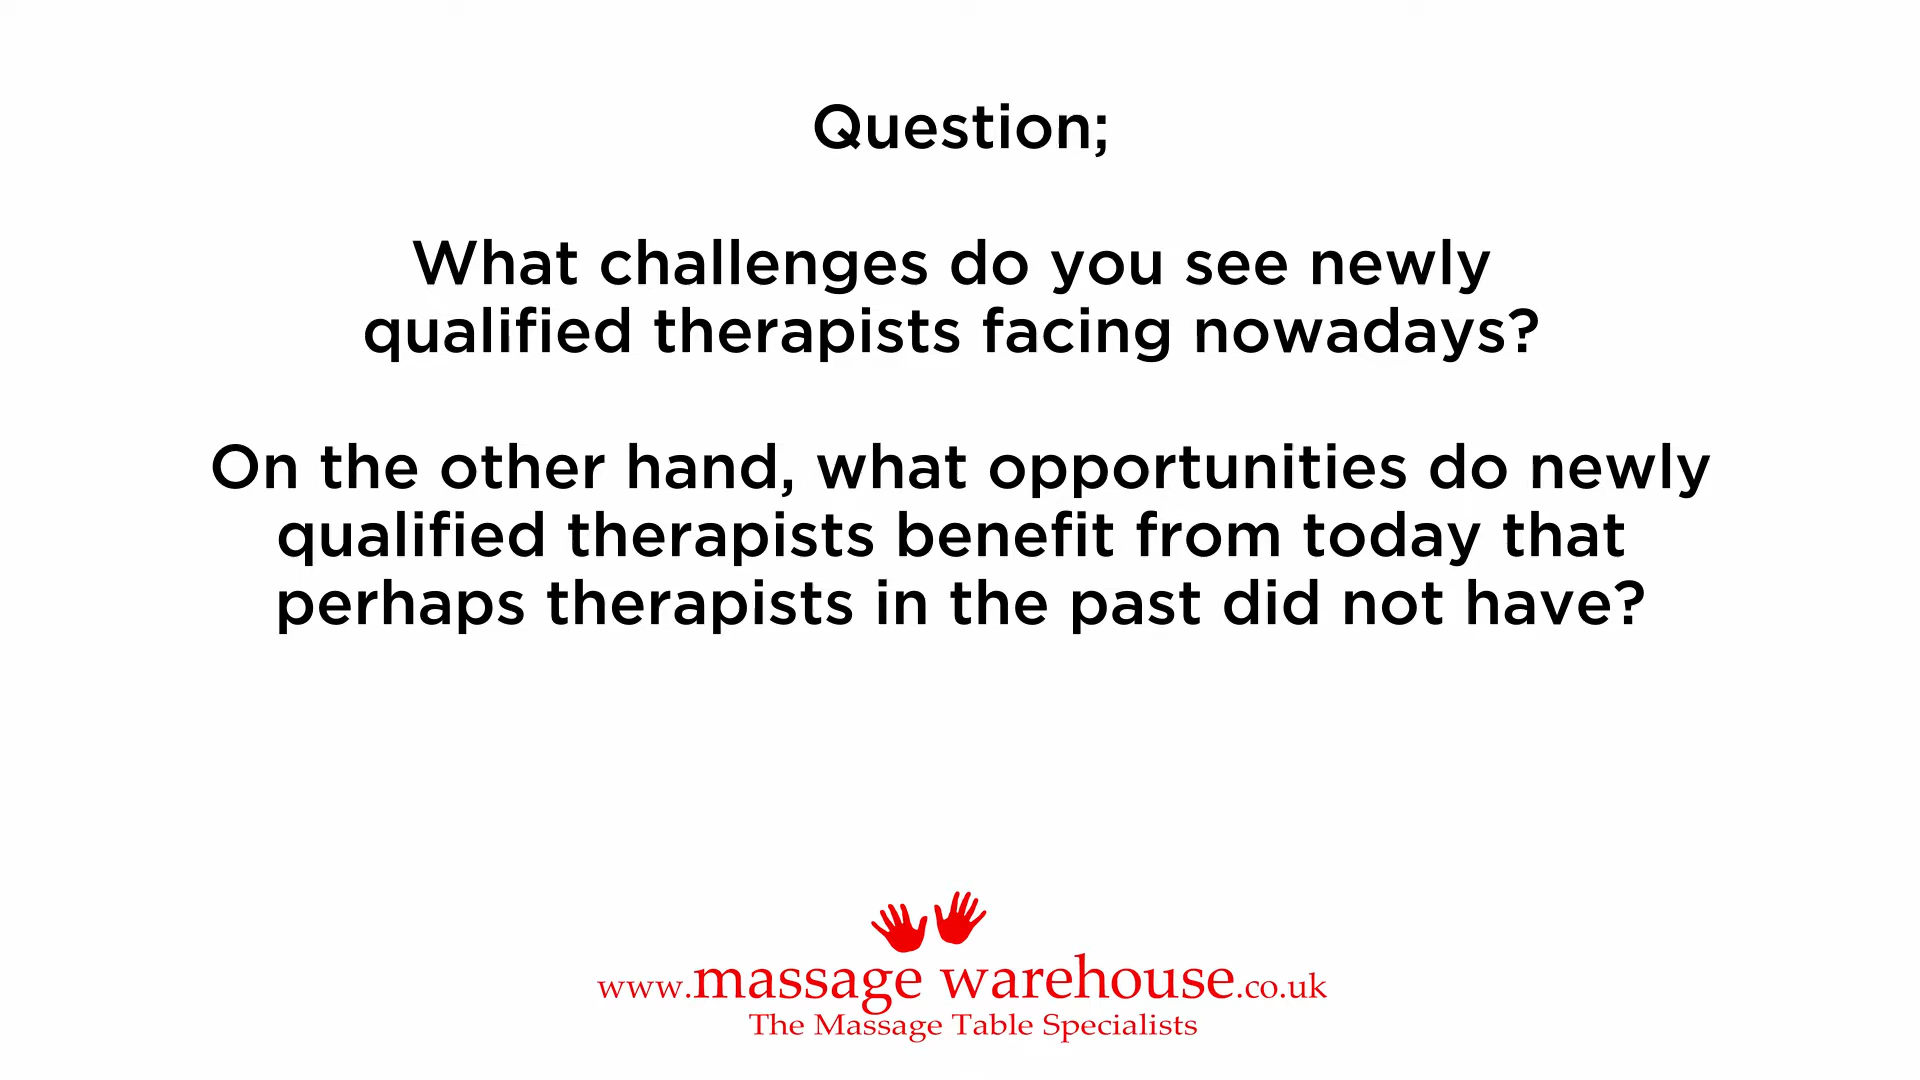 Question;
What challenges do you see newly
qualified therapists facing nowadays?
On the other hand, what opportunities do newly
qualified therapists benefit from today that
perhaps therapists in the past did not have?
www.massage warehouse.co.uk
The Massage Table Specialists